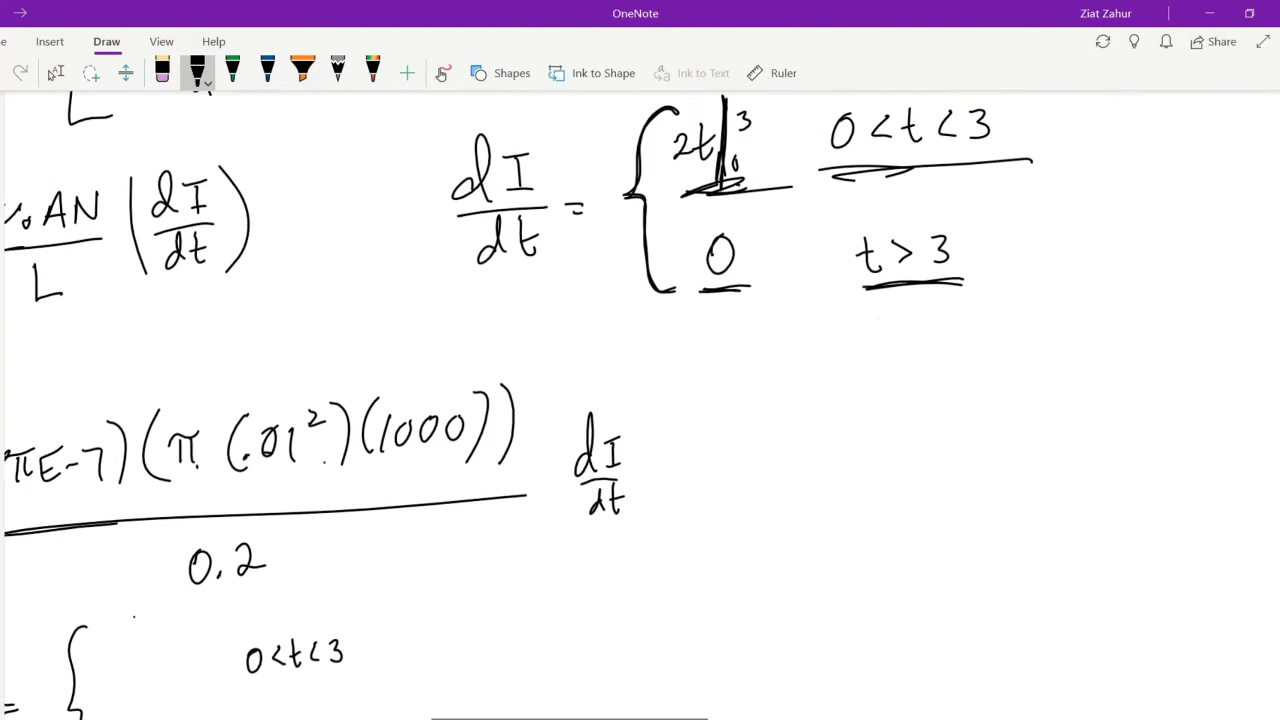 OneNote
Ziat Zahur
Insert Draw View Help
Share
Shapes Ink to Shape Ink to Text Ruler
L
AN / L (dI/dt)
dI/dt = { 2t |₀³ 0 < t < 3
0 t > 3
πE-7)(π (.01²)(1000)) / 0.2 dI/dt
= { 0 < t < 3